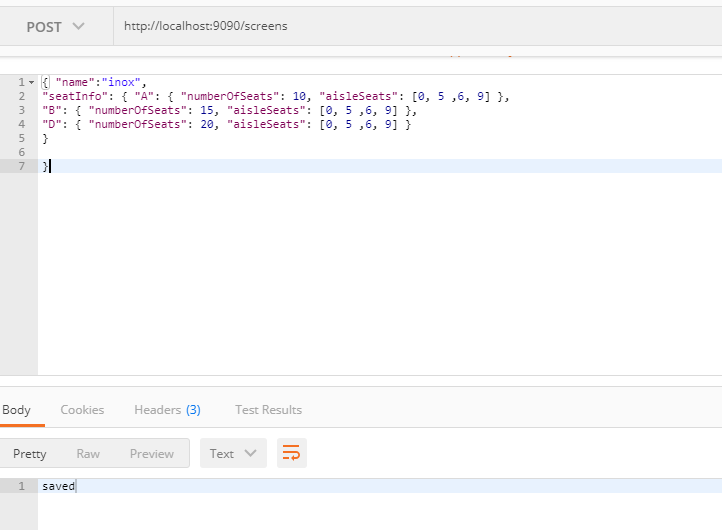 POST http://localhost:9090/screens
1 { "name":"inox",
2 "seatInfo": { "A": { "numberOfSeats": 10, "aisleSeats": [0, 5 ,6, 9] },
3 "B": { "numberOfSeats": 15, "aisleSeats": [0, 5 ,6, 9] },
4 "D": { "numberOfSeats": 20, "aisleSeats": [0, 5 ,6, 9] }
5 }
6
7 }
Body Cookies Headers (3) Test Results
Pretty Raw Preview Text
1 saved